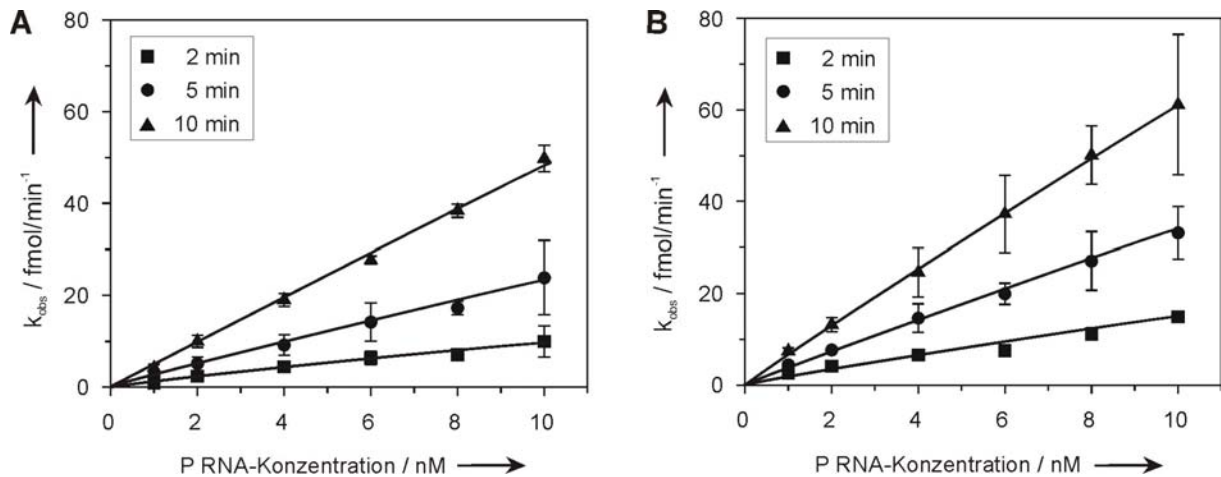 A
80
60
40
20
0
k_obs / fmol/min⁻¹
2 min
5 min
10 min
0 2 4 6 8 10
P RNA-Konzentration / nM
B
80
60
40
20
0
k_obs / fmol/min⁻¹
2 min
5 min
10 min
0 2 4 6 8 10
P RNA-Konzentration / nM